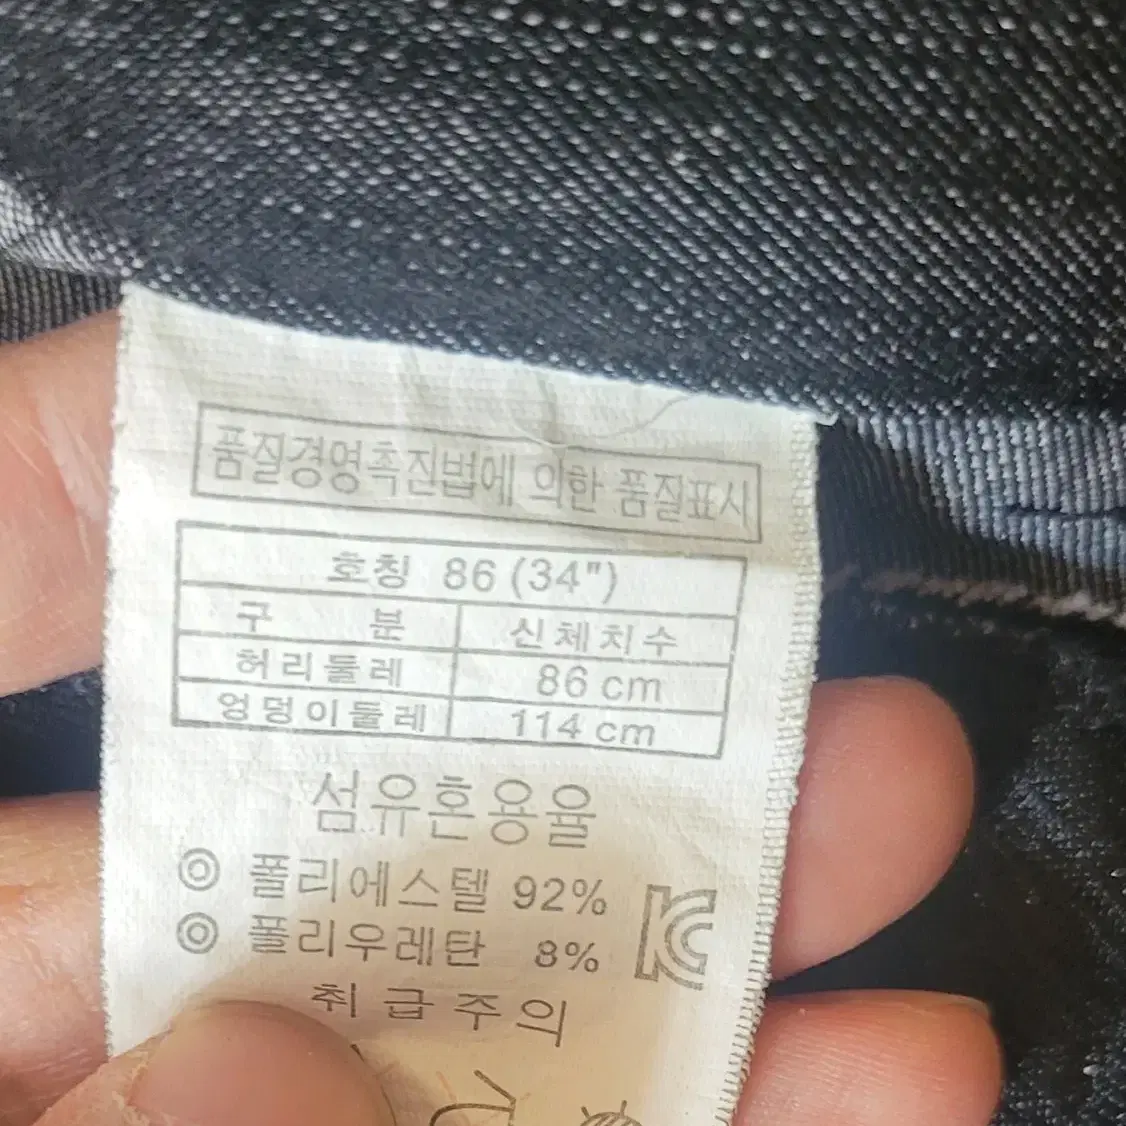 품질경영촉진법에 의한 품질표시
호칭 86 (34")
구 분 신체치수
허리둘레 86 cm
엉덩이둘레 114 cm
섬유혼용율
◎ 폴리에스텔 92%
◎ 폴리우레탄 8%
취급주의